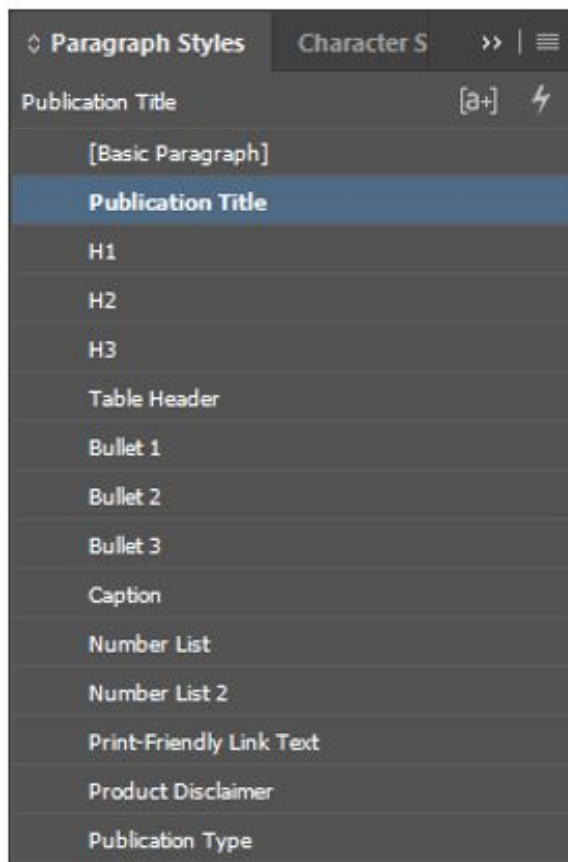 Paragraph Styles Character S
Publication Title [a+]
[Basic Paragraph]
Publication Title
H1
H2
H3
Table Header
Bullet 1
Bullet 2
Bullet 3
Caption
Number List
Number List 2
Print-Friendly Link Text
Product Disclaimer
Publication Type